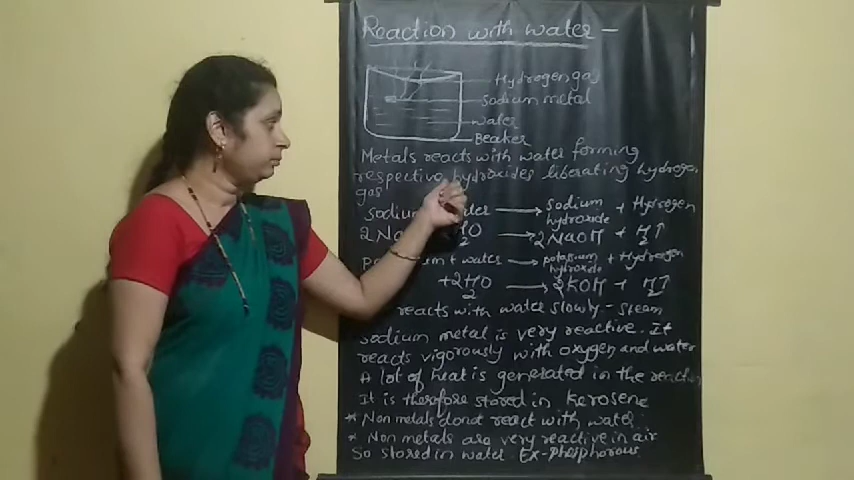 Reaction with water -
Hydrogen gas
Sodium metal
water
Beaker
Metals reacts with water forming
respective hydroxides liberating hydrogen
gas
sodium → sodium hydroxide + Hydrogen
2Na H2O → 2NaOH + H2↑
+ water → potassium hydroxide + Hydrogen
+2H2O → 2KOH + H2↑
reacts with water slowly - steam
sodium metal is very reactive. It
reacts vigorously with oxygen and water
A lot of heat is generated in the reaction
It is therefore stored in kerosene
* Non metals donot react with water.
* Non metals are very reactive in air
So stored in water. Ex-phosphorous